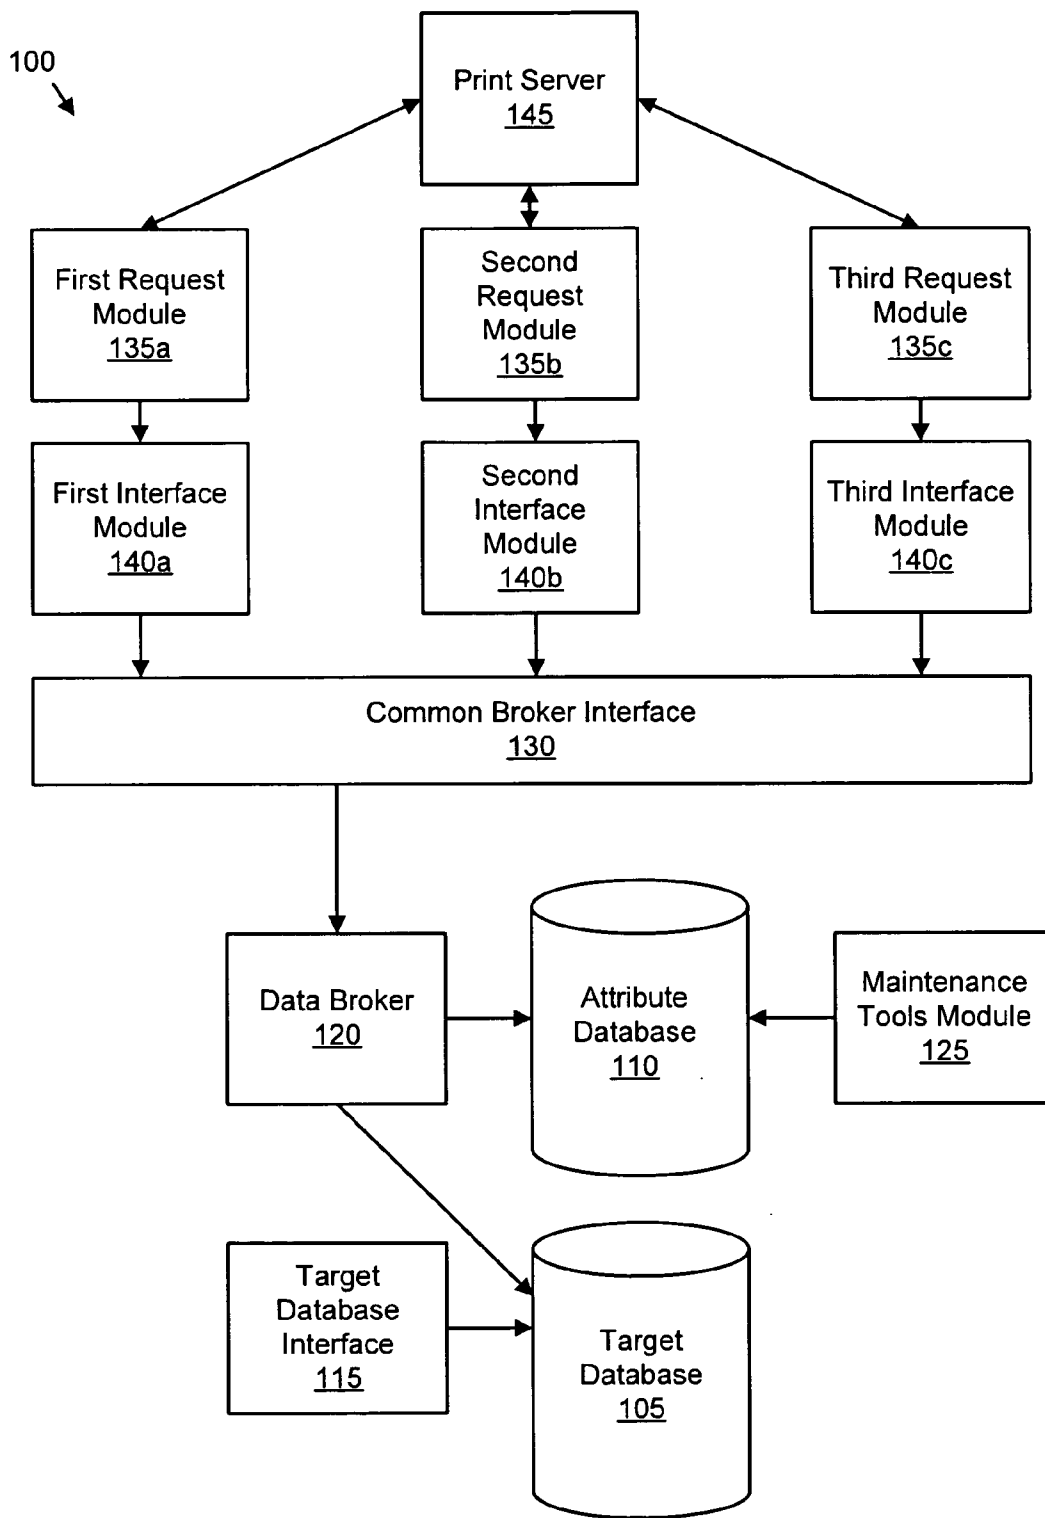 100
Print Server
145
First Request
Module
135a
Second
Request
Module
135b
Third Request
Module
135c
First Interface
Module
140a
Second
Interface
Module
140b
Third Interface
Module
140c
Common Broker Interface
130
Data Broker
120
Attribute
Database
110
Maintenance
Tools Module
125
Target
Database
Interface
115
Target
Database
105